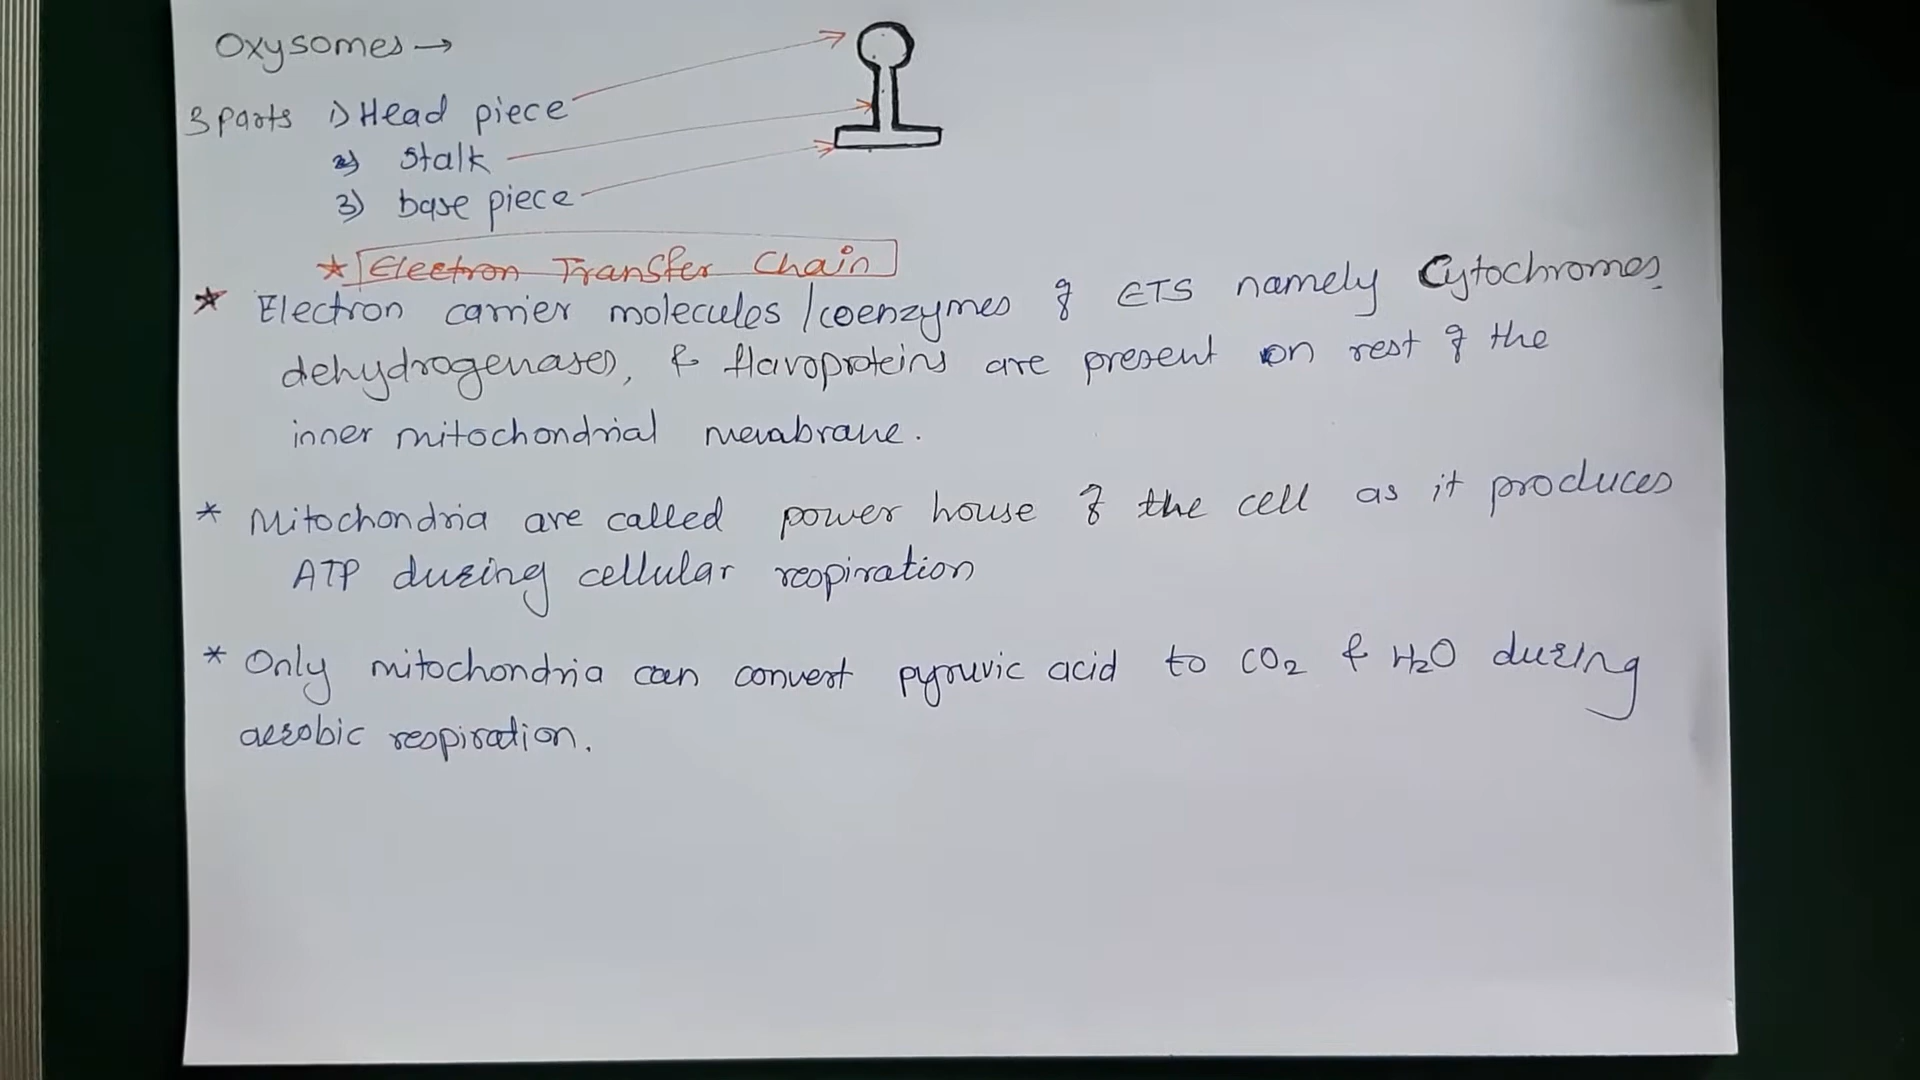 Oxysomes →
3 parts 1) Head piece
2) Stalk
3) base piece
* Electron Transfer Chain
* Electron carrier molecules / coenzymes of ETS namely Cytochromes
dehydrogenases, & flavoproteins are present on rest of the
inner mitochondrial membrane.
* Mitochondria are called power house of the cell as it produces
ATP during cellular respiration
* Only mitochondria can convert pyruvic acid to CO₂ & H₂O during
aerobic respiration.